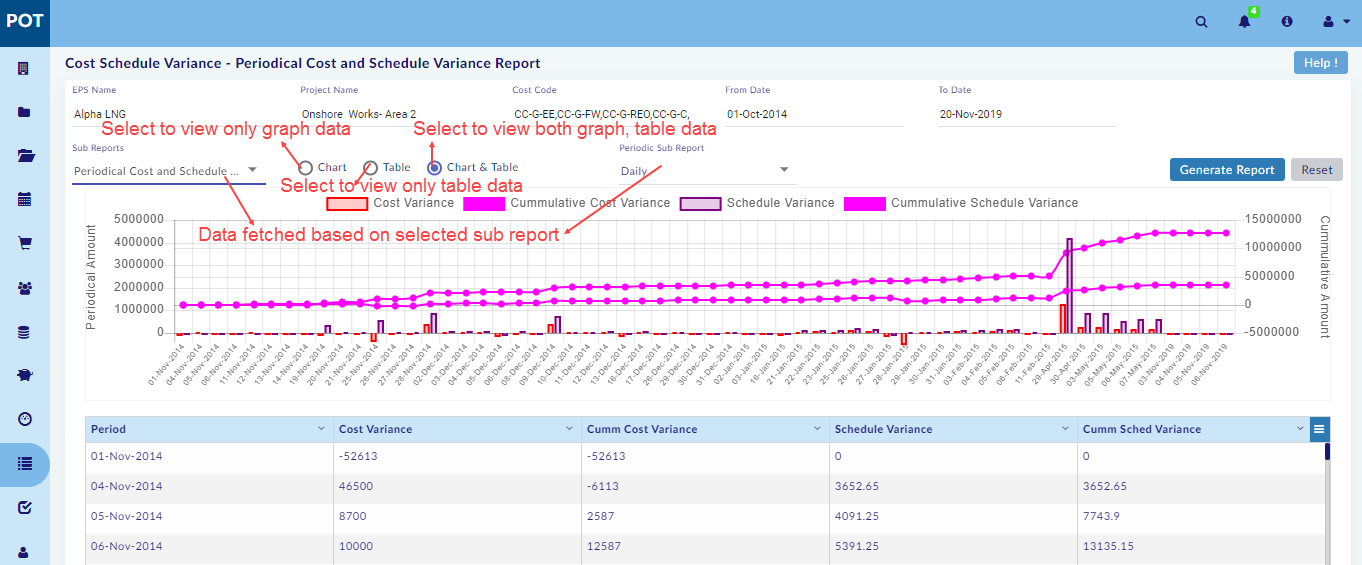 POT
4
Cost Schedule Variance - Periodical Cost and Schedule Variance Report
Help !
EPS Name
Project Name
Cost Code
From Date
To Date
Alpha LNG
Onshore Works- Area 2
CC-G-EE,CC-G-FW,CC-G-REO,CC-G-C,
01-Oct-2014
20-Nov-2019
Select to view only graph data
Select to view both graph, table data
Sub Reports
Periodic Sub Report
Periodical Cost and Schedule ...
Chart
Table
Chart & Table
Daily
Generate Report
Reset
Select to view only table data
Cost Variance
Cummulative Cost Variance
Schedule Variance
Cummulative Schedule Variance
Data fetched based on selected sub report
Periodical Amount
5000000
4000000
3000000
2000000
1000000
0
15000000
10000000
5000000
0
-5000000
Cummulative Amount
01-Nov-2014
04-Nov-2014
05-Nov-2014
06-Nov-2014
11-Nov-2014
12-Nov-2014
13-Nov-2014
14-Nov-2014
19-Nov-2014
20-Nov-2014
21-Nov-2014
25-Nov-2014
26-Nov-2014
27-Nov-2014
28-Nov-2014
02-Dec-2014
03-Dec-2014
04-Dec-2014
05-Dec-2014
06-Dec-2014
09-Dec-2014
10-Dec-2014
11-Dec-2014
12-Dec-2014
13-Dec-2014
16-Dec-2014
17-Dec-2014
26-Dec-2014
29-Dec-2014
30-Dec-2014
31-Dec-2014
02-Jan-2015
03-Jan-2015
15-Jan-2015
16-Jan-2015
21-Jan-2015
22-Jan-2015
23-Jan-2015
25-Jan-2015
26-Jan-2015
27-Jan-2015
28-Jan-2015
29-Jan-2015
30-Jan-2015
31-Jan-2015
03-Feb-2015
04-Feb-2015
05-Feb-2015
06-Feb-2015
11-Feb-2015
29-Apr-2015
30-Apr-2015
03-May-2015
05-May-2015
06-May-2015
07-May-2015
03-Nov-2019
04-Nov-2019
05-Nov-2019
06-Nov-2019
Period
Cost Variance
Cumm Cost Variance
Schedule Variance
Cumm Sched Variance
01-Nov-2014
-52613
-52613
0
0
04-Nov-2014
46500
-6113
3652.65
3652.65
05-Nov-2014
8700
2587
4091.25
7743.9
06-Nov-2014
10000
12587
5391.25
13135.15